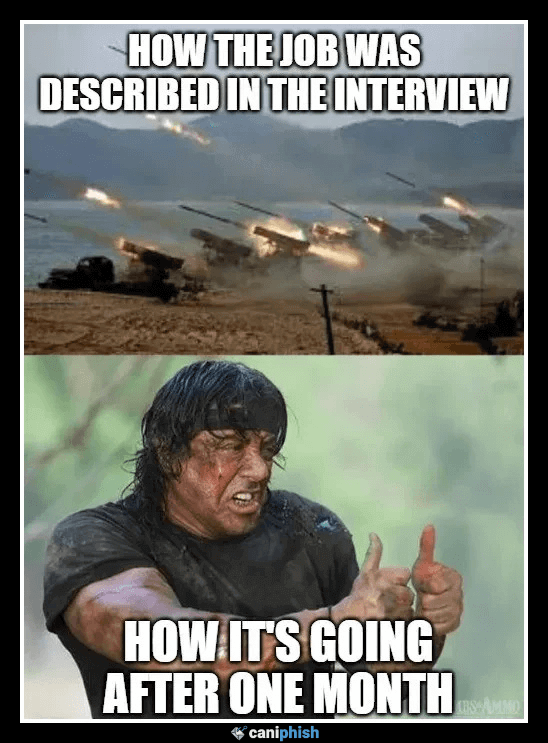 HOW THE JOB WAS
DESCRIBED IN THE INTERVIEW
HOW IT'S GOING
AFTER ONE MONTH
caniphish